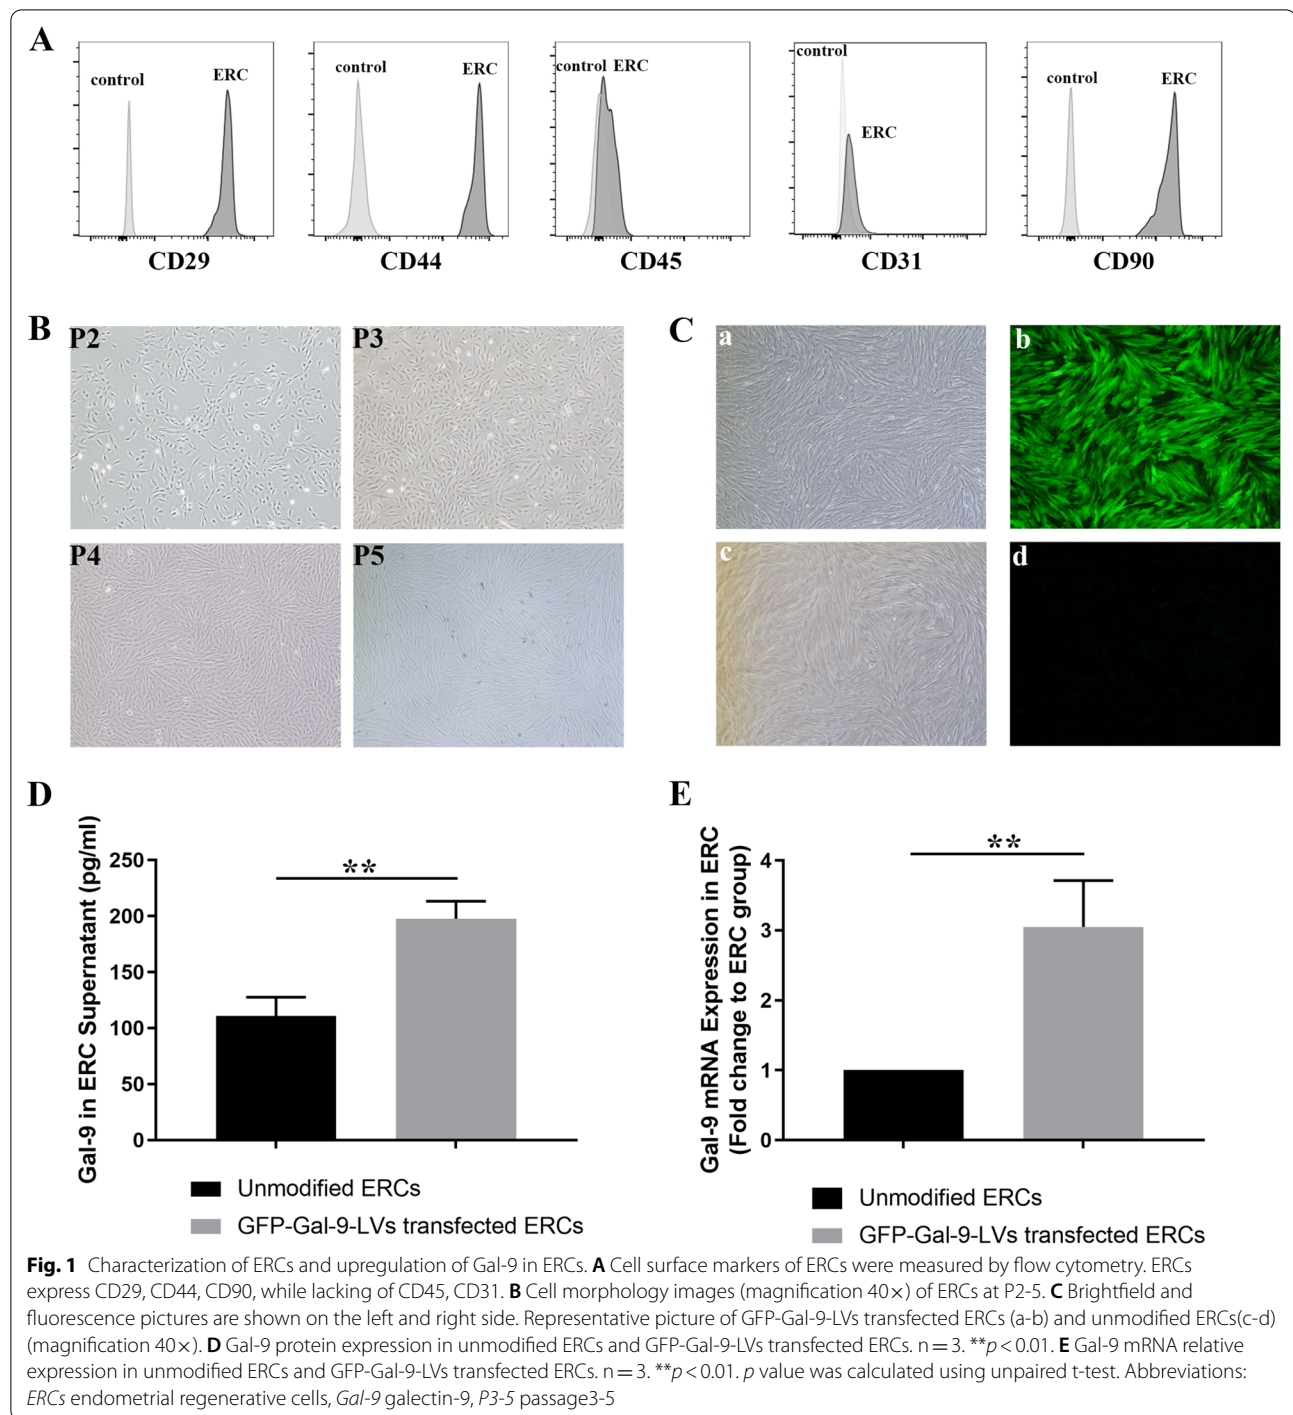 A
control ERC
control ERC
control ERC
control ERC
control ERC
CD29 CD44 CD45 CD31 CD90
B
P2 P3
P4 P5
C
a b
c d
D
Gal-9 in ERC Supernatant (pg/ml)
250
200
150
100
50
0
**
Unmodified ERCs
GFP-Gal-9-LVs transfected ERCs
E
Gal-9 mRNA Expression in ERC
(Fold change to ERC group)
4
3
2
1
0
**
Unmodified ERCs
GFP-Gal-9-LVs transfected ERCs
Fig. 1 Characterization of ERCs and upregulation of Gal-9 in ERCs. A Cell surface markers of ERCs were measured by flow cytometry. ERCs
express CD29, CD44, CD90, while lacking of CD45, CD31. B Cell morphology images (magnification 40×) of ERCs at P2-5. C Brightfield and
fluorescence pictures are shown on the left and right side. Representative picture of GFP-Gal-9-LVs transfected ERCs (a-b) and unmodified ERCs(c-d)
(magnification 40×). D Gal-9 protein expression in unmodified ERCs and GFP-Gal-9-LVs transfected ERCs. n = 3. **p < 0.01. E Gal-9 mRNA relative
expression in unmodified ERCs and GFP-Gal-9-LVs transfected ERCs. n = 3. **p < 0.01. p value was calculated using unpaired t-test. Abbreviations:
ERCs endometrial regenerative cells, Gal-9 galectin-9, P3-5 passage3-5